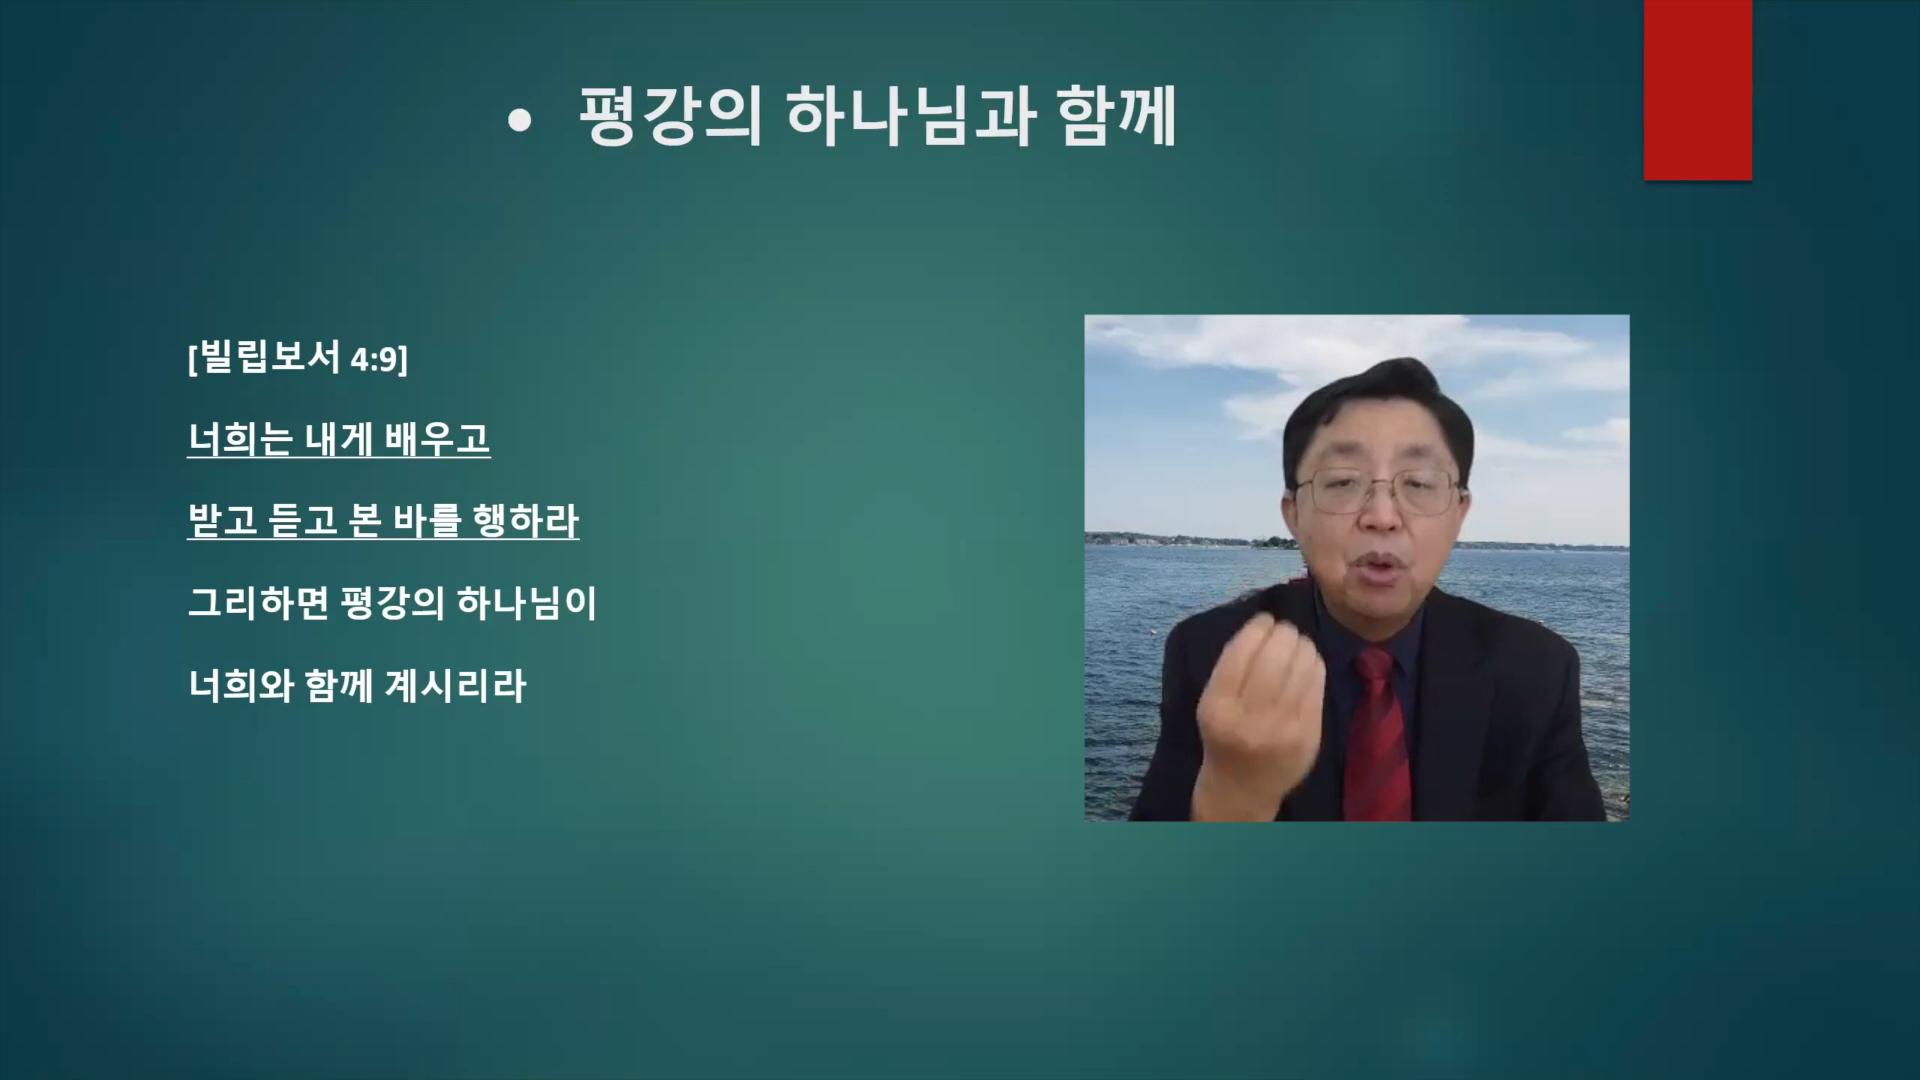 • 평강의 하나님과 함께
[빌립보서 4:9]
너희는 내게 배우고
받고 듣고 본 바를 행하라
그리하면 평강의 하나님이
너희와 함께 계시리라